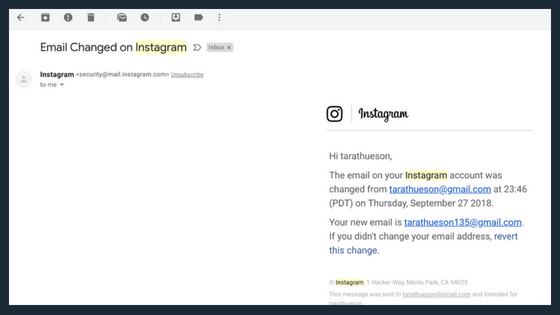 Email Changed on Instagram Inbox x
Instagram <security@mail.instagram.com> Unsubscribe
to me
Instagram
Hi tarathueson,
The email on your Instagram account was
changed from tarathueson@gmail.com at 23:46
(PDT) on Thursday, September 27 2018.
Your new email is tarathueson135@gmail.com.
If you didn't change your email address, revert
this change.
© Instagram, 1 Hacker Way, Menlo Park, CA 94025
This message was sent to tarathueson@gmail.com and intended for
tarathueson.